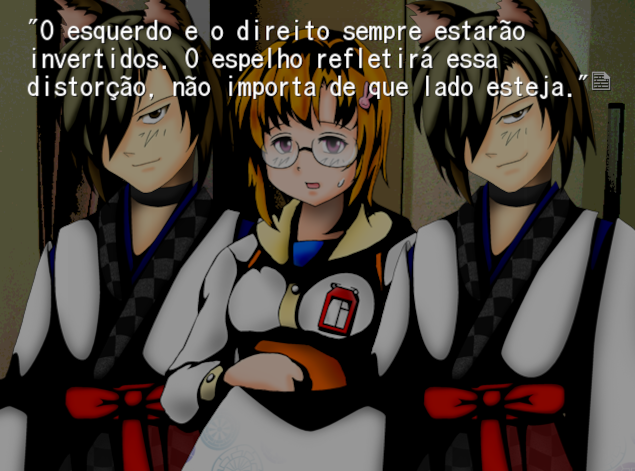 "O esquerdo e o direito sempre estarão
invertidos. O espelho refletirá essa
distorção, não importa de que lado esteja."